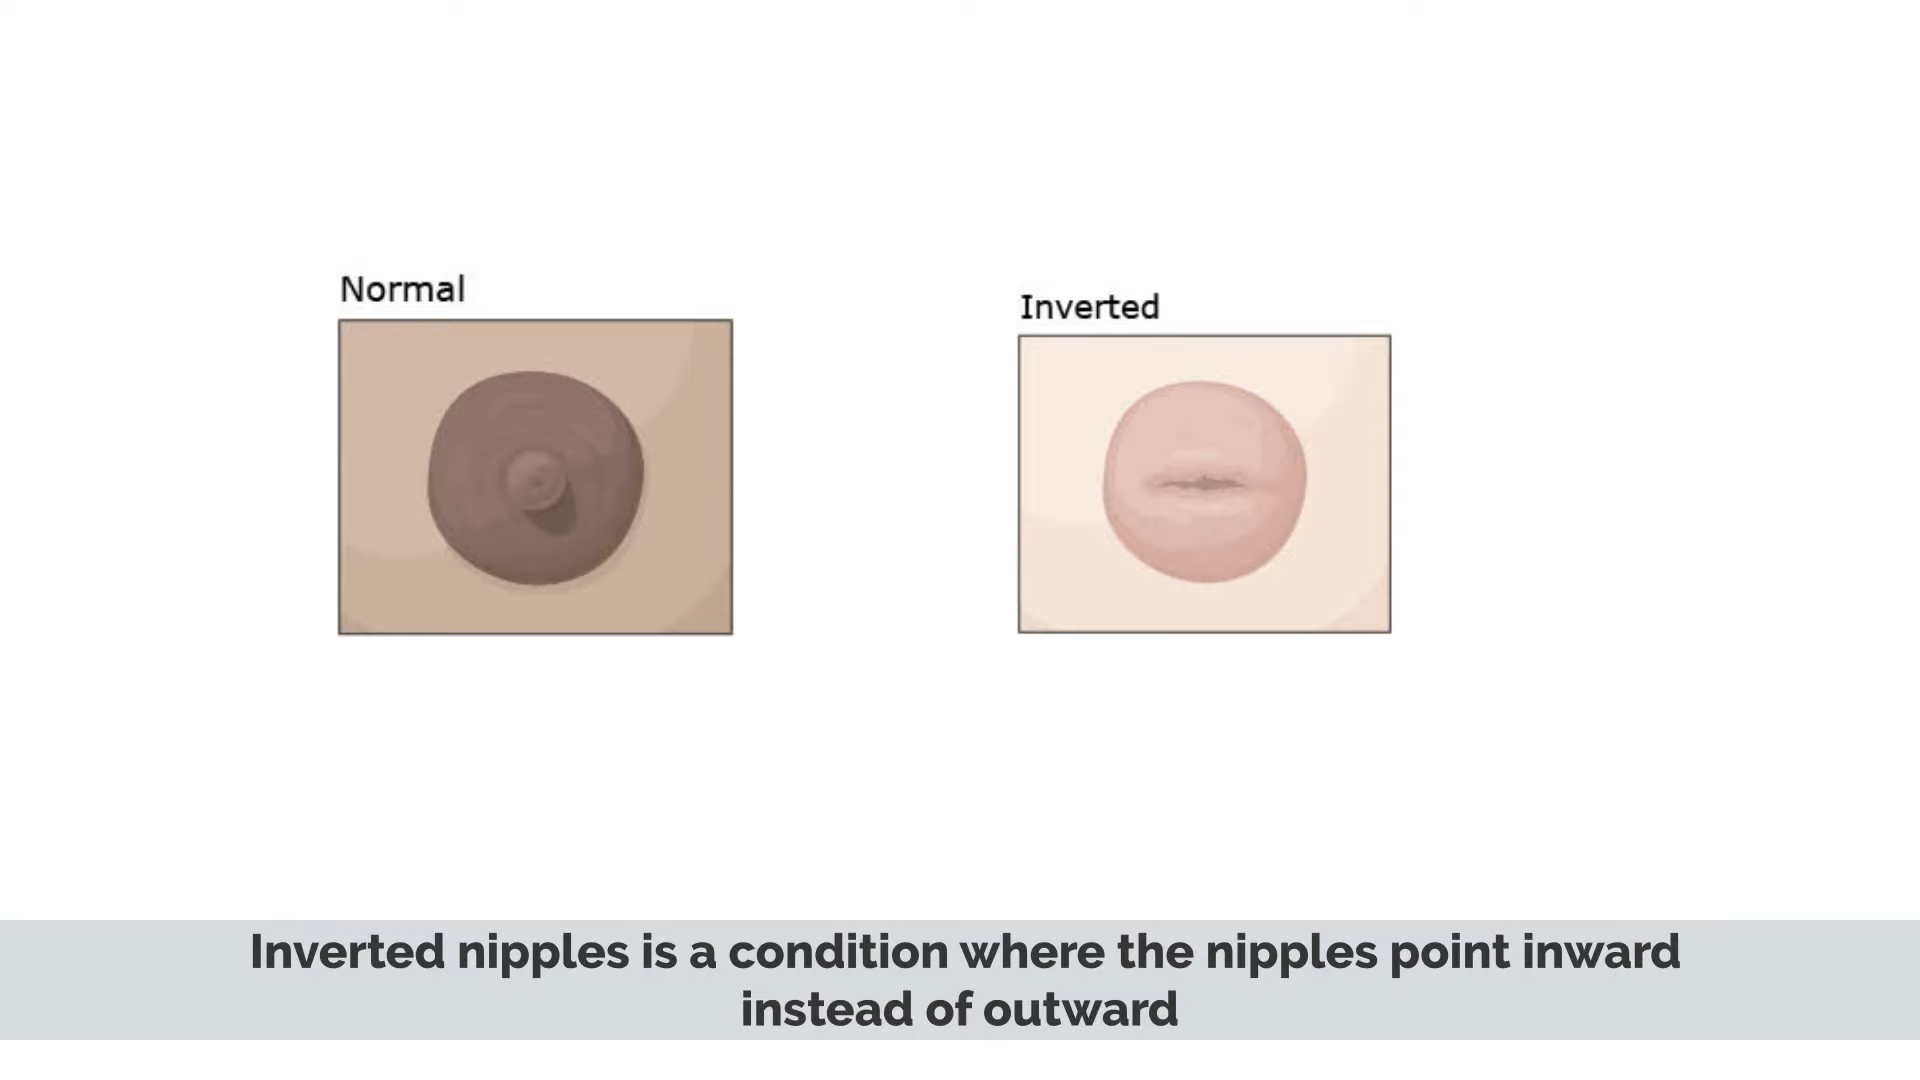 Normal
Inverted
Inverted nipples is a condition where the nipples point inward
instead of outward